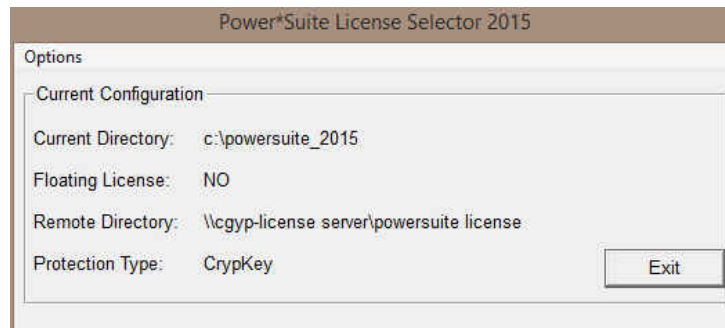 Power*Suite License Selector 2015
Options
Current Configuration
Current Directory: c:\powersuite_2015
Floating License: NO
Remote Directory: \\cgyp-license server\powersuite license
Protection Type: CrypKey
Exit